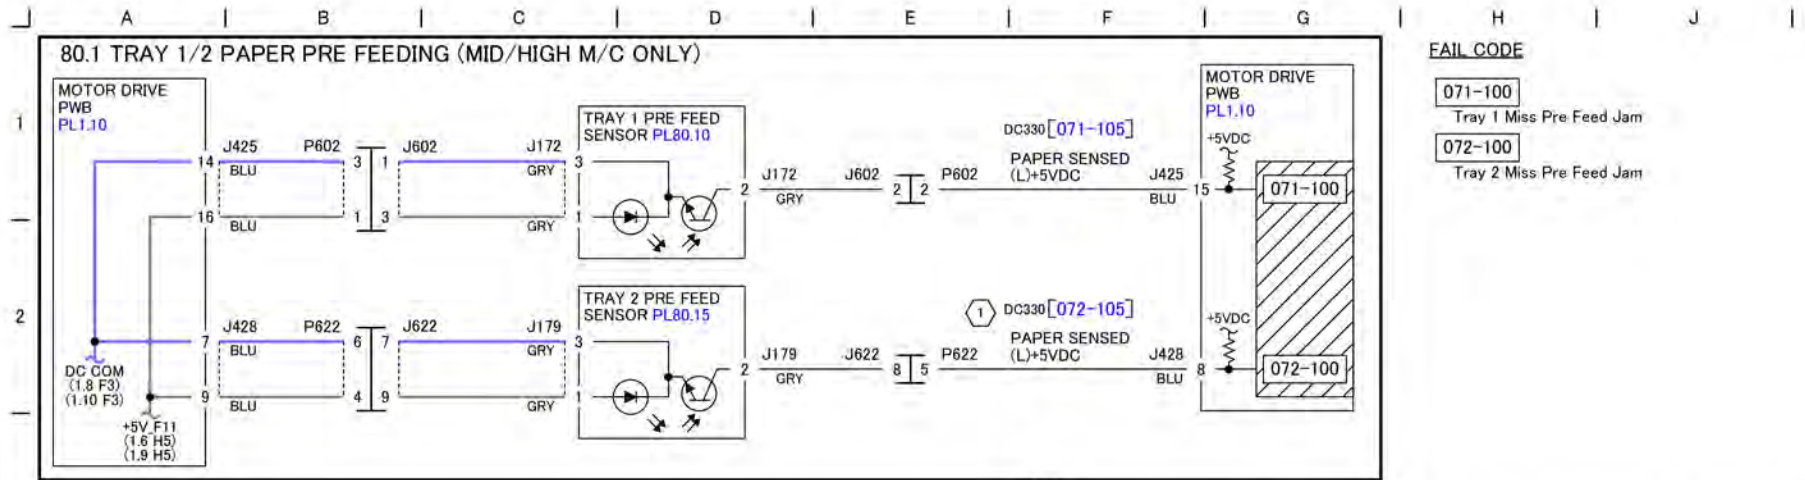 A B C D E F G H J
80.1 TRAY 1/2 PAPER PRE FEEDING (MID/HIGH M/C ONLY)
FAIL CODE
071-100
Tray 1 Miss Pre Feed Jam
072-100
Tray 2 Miss Pre Feed Jam
1
2
MOTOR DRIVE
PWB
PL1.10
14
J425
BLU
P602
3
1
J602
J172
GRY
3
16
BLU
1
3
GRY
1
TRAY 1 PRE FEED
SENSOR PL80.10
2
J172
GRY
J602
2
2
P602
DC330[071-105]
PAPER SENSED
(L)+5VDC
J425
BLU
15
MOTOR DRIVE
PWB
PL1.10
+5VDC
071-100
7
J428
BLU
P622
6
7
J622
J179
GRY
3
9
BLU
4
9
GRY
1
DC COM
(1.8 F3)
(1.10 F3)
+5V_F11
(1.6 H5)
(1.9 H5)
TRAY 2 PRE FEED
SENSOR PL80.15
2
J179
GRY
J622
8
5
P622
1
DC330[072-105]
PAPER SENSED
(L)+5VDC
J428
BLU
8
+5VDC
072-100